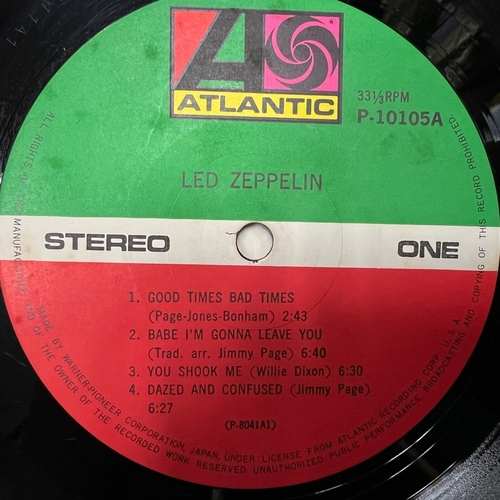 ATLANTIC
33⅓RPM
P-10105A
LED ZEPPELIN
STEREO
ONE
1. GOOD TIMES BAD TIMES
(Page-Jones-Bonham) 2:43
2. BABE I'M GONNA LEAVE YOU
(Trad. arr. Jimmy Page) 6:40
3. YOU SHOOK ME (Willie Dixon) 6:30
4. DAZED AND CONFUSED (Jimmy Page)
6:27
(P-8041A1)
ALL RIGHTS OF THE MANUFACTURER AND OF THE OWNER OF THE RECORDED WORK RESERVED UNAUTHORIZED PUBLIC PERFORMANCE BROADCASTING AND COPYING OF THIS RECORD PROHIBITED.
MADE BY WARNER-PIONEER CORPORATION, JAPAN, UNDER LICENSE FROM ATLANTIC RECORDING CORP. U.S.A.